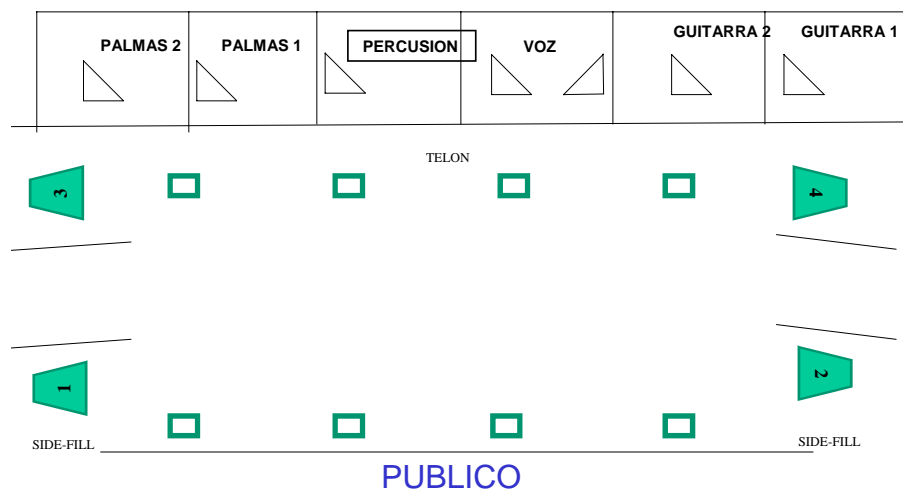 PALMAS 2 PALMAS 1 PERCUSION VOZ GUITARRA 2 GUITARRA 1
TELON
3 4
1 2
SIDE-FILL SIDE-FILL
PUBLICO